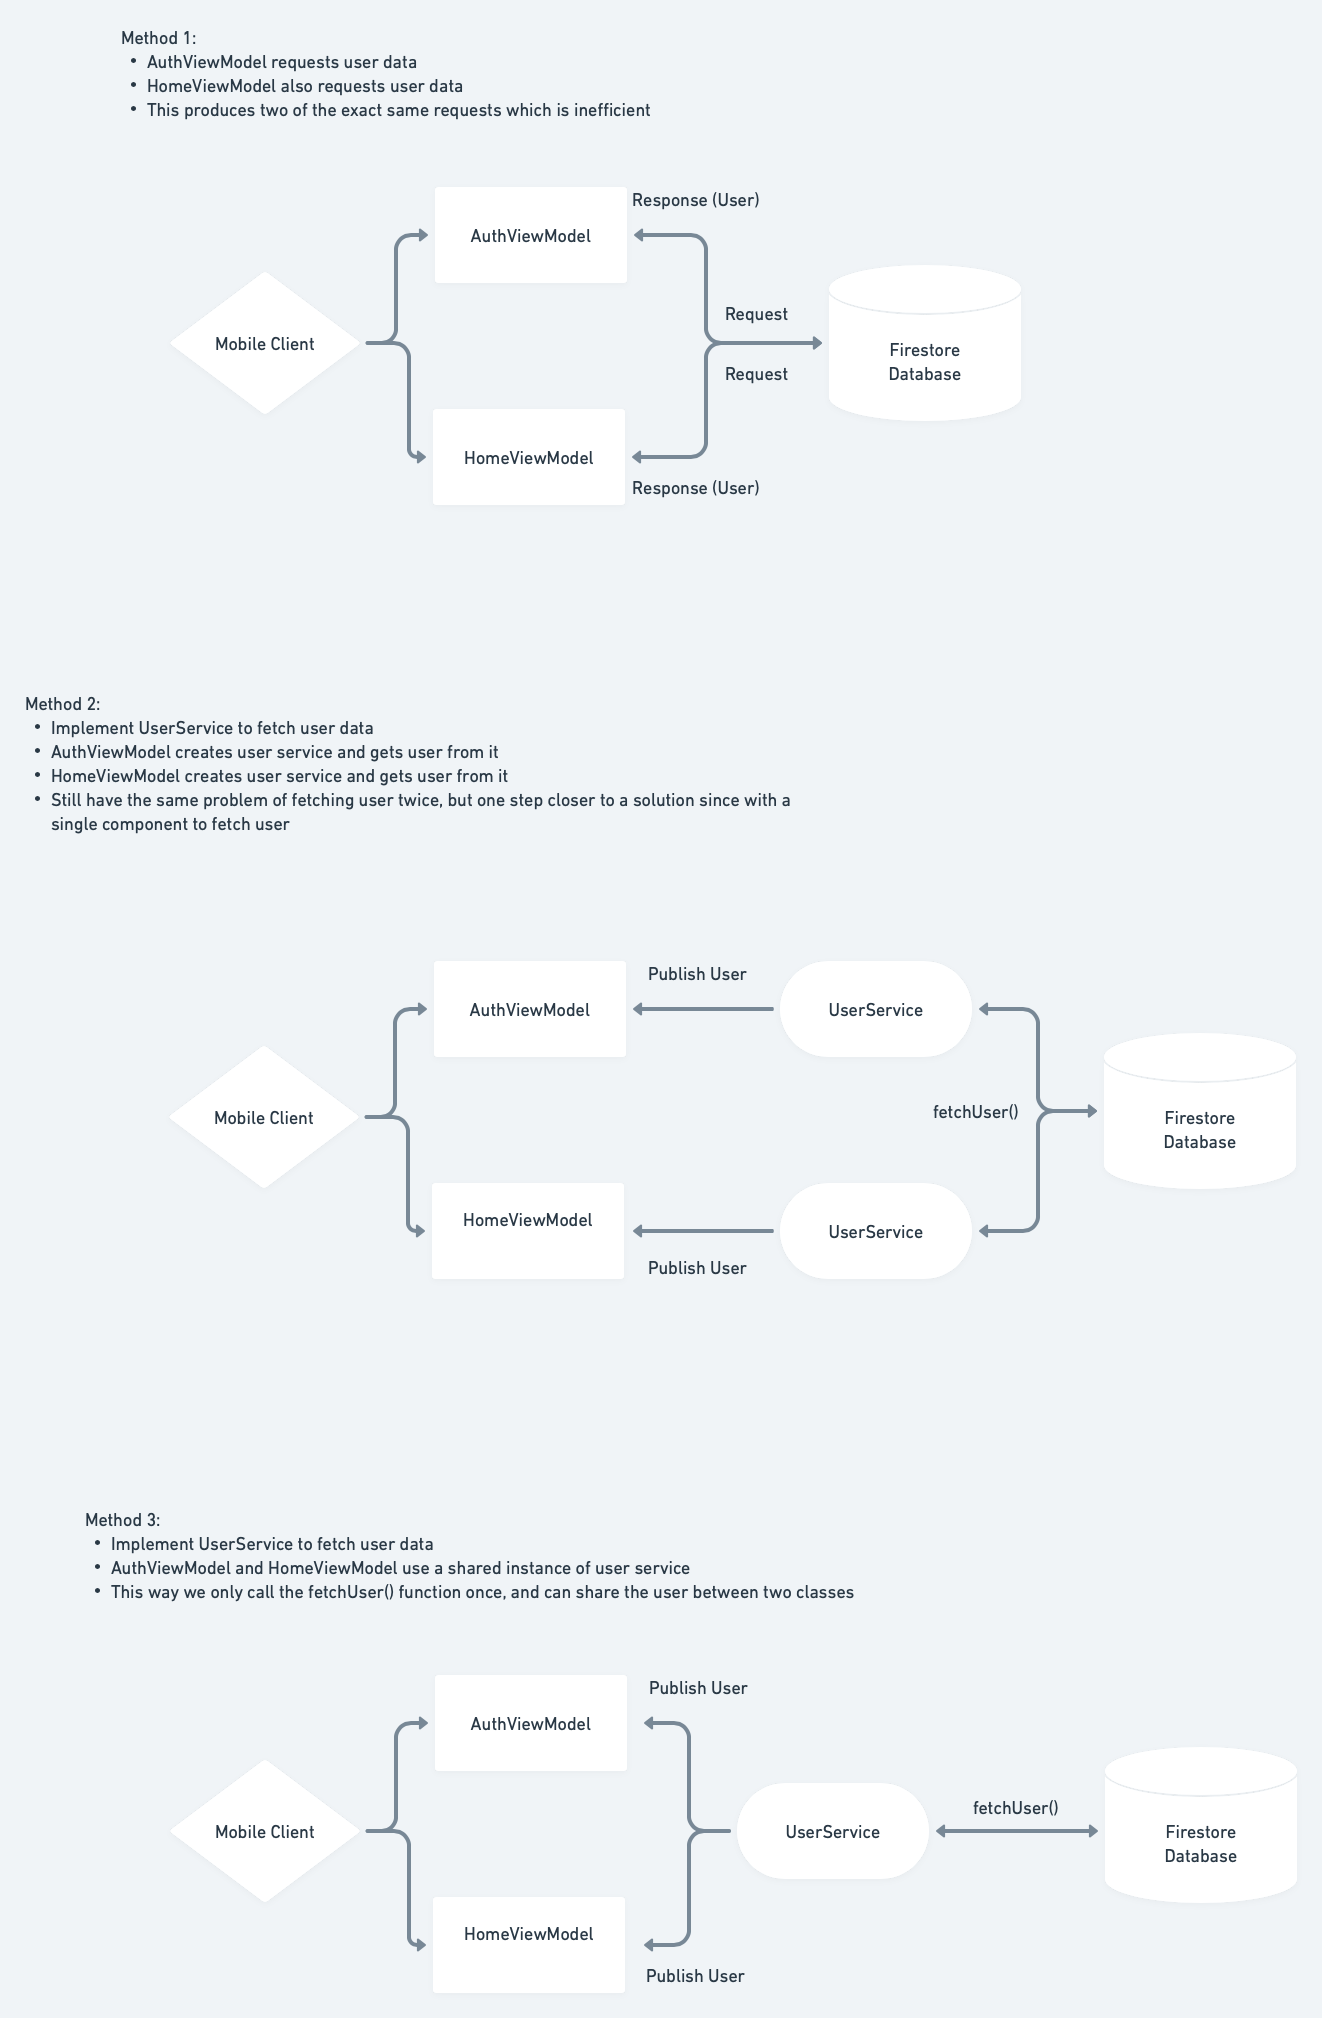 Method 1:
• AuthViewModel requests user data
• HomeViewModel also requests user data
• This produces two of the exact same requests which is inefficient
Response (User)
AuthViewModel
Request
Mobile Client
Firestore
Database
Request
HomeViewModel
Response (User)
Method 2:
• Implement UserService to fetch user data
• AuthViewModel creates user service and gets user from it
• HomeViewModel creates user service and gets user from it
• Still have the same problem of fetching user twice, but one step closer to a solution since with a
single component to fetch user
Publish User
AuthViewModel
UserService
Mobile Client
fetchUser()
Firestore
Database
HomeViewModel
UserService
Publish User
Method 3:
• Implement UserService to fetch user data
• AuthViewModel and HomeViewModel use a shared instance of user service
• This way we only call the fetchUser() function once, and can share the user between two classes
Publish User
AuthViewModel
fetchUser()
Mobile Client
UserService
Firestore
Database
HomeViewModel
Publish User